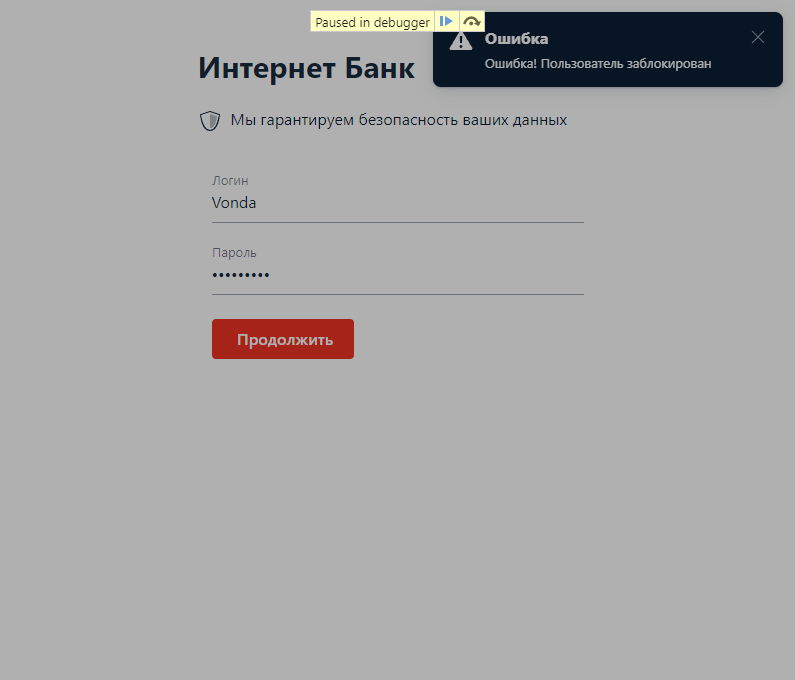 Paused in debugger
Ошибка
Ошибка! Пользователь заблокирован
Интернет Банк
Мы гарантируем безопасность ваших данных
Логин
Vonda
Пароль
•••••••••
Продолжить